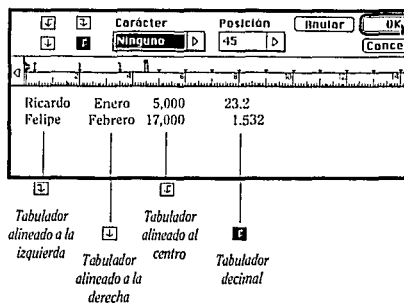 Carácter Posición Anular OK
Ninguno 45 Cance
Ricardo Enero 5,000 23.2
Felipe Febrero 17,000 1.532
Tabulador alineado a la izquierda
Tabulador alineado a la derecha
Tabulador alineado al centro
Tabulador decimal